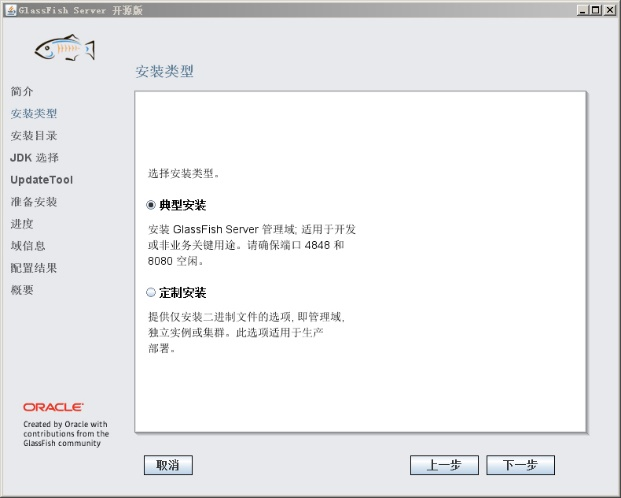 GlassFish Server 开源版
安装类型
简介
安装类型
安装目录
JDK 选择
UpdateTool
准备安装
进度
域信息
配置结果
概要
选择安装类型。
典型安装
安装 GlassFish Server 管理域; 适用于开发
或非业务关键用途。请确保端口 4848 和
8080 空闲。
定制安装
提供仅安装二进制文件的选项, 即管理域,
独立实例或集群。此选项适用于生产
部署。
ORACLE
Created by Oracle with
contributions from the
GlassFish community
取消
上一步
下一步